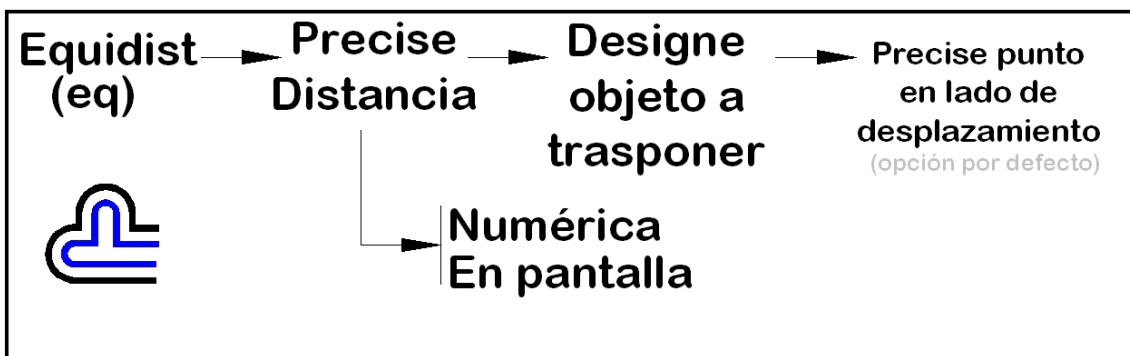 Equidist
(eq)
Precise
Distancia
Designe
objeto a
trasponer
Precise punto
en lado de
desplazamiento
(opción por defecto)
Numérica
En pantalla